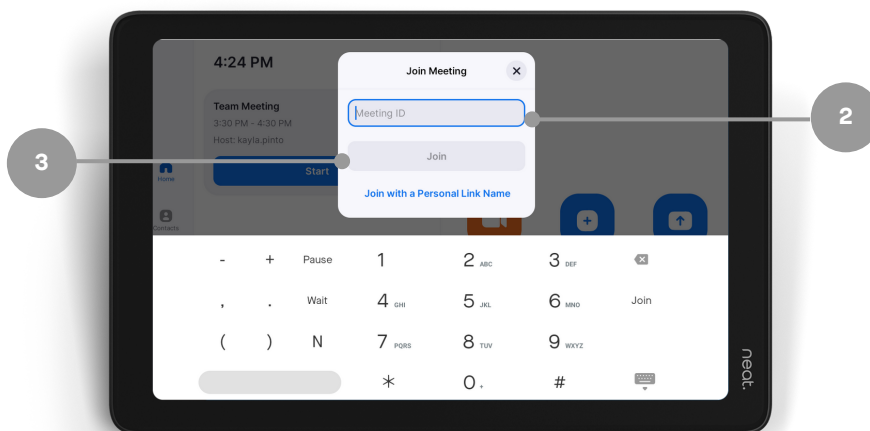 4:24 PM
Join Meeting
Team Meeting
3:30 PM - 4:30 PM
Host: kayla.pinto
Meeting ID
2
3
Join
Home
Start
Join with a Personal Link Name
Contacts
- + Pause 1 2 ABC 3 DEF
, . Wait 4 GHI 5 JKL 6 MNO Join
( ) N 7 PQRS 8 TUV 9 WXYZ
* 0 + #
neat.